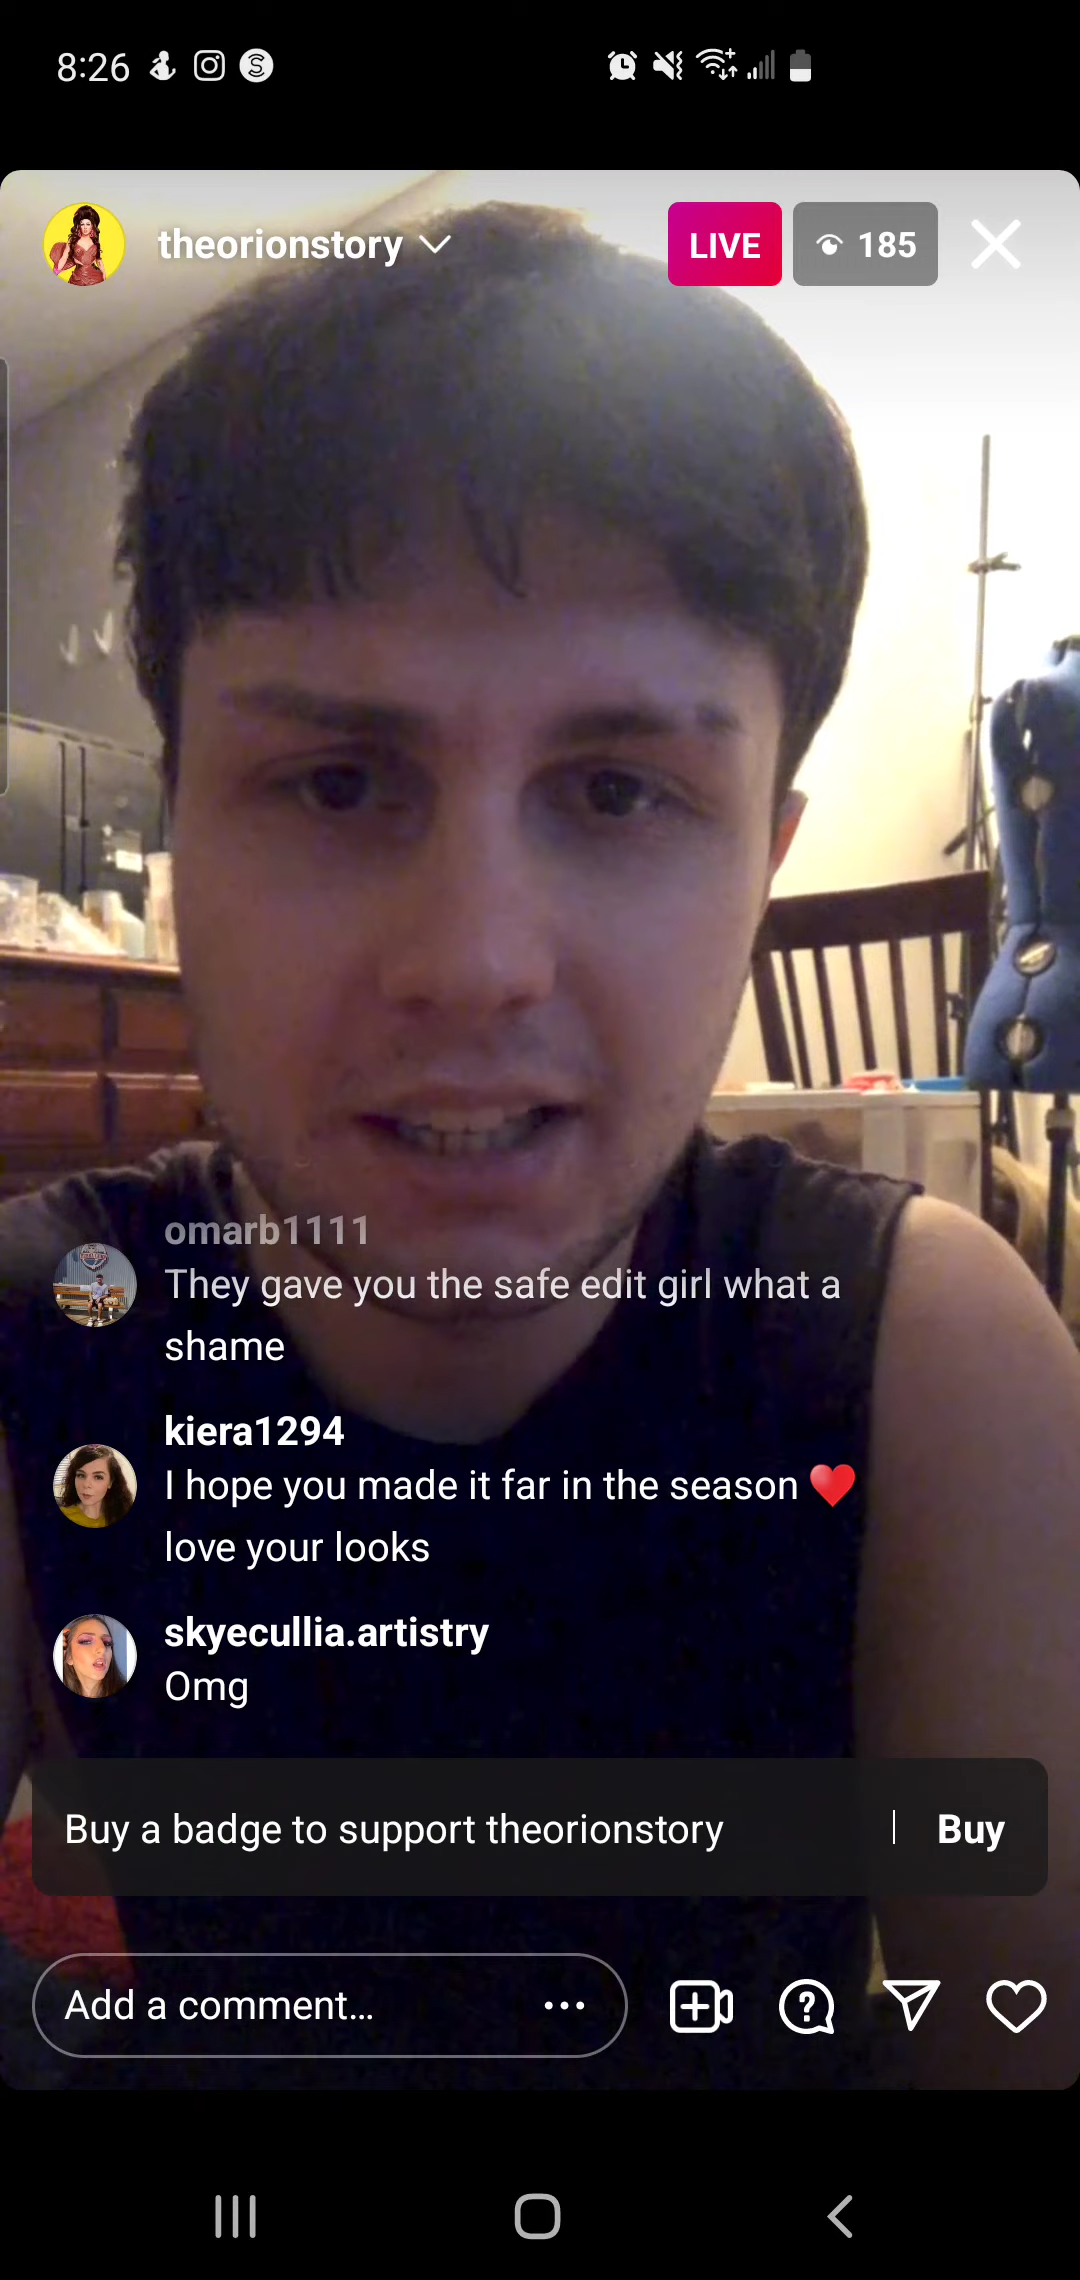 8:26
theorionstory
LIVE
185
omarb1111
They gave you the safe edit girl what a
shame
kiera1294
I hope you made it far in the season ❤️
love your looks
skyecullia.artistry
Omg
Buy a badge to support theorionstory | Buy
Add a comment...